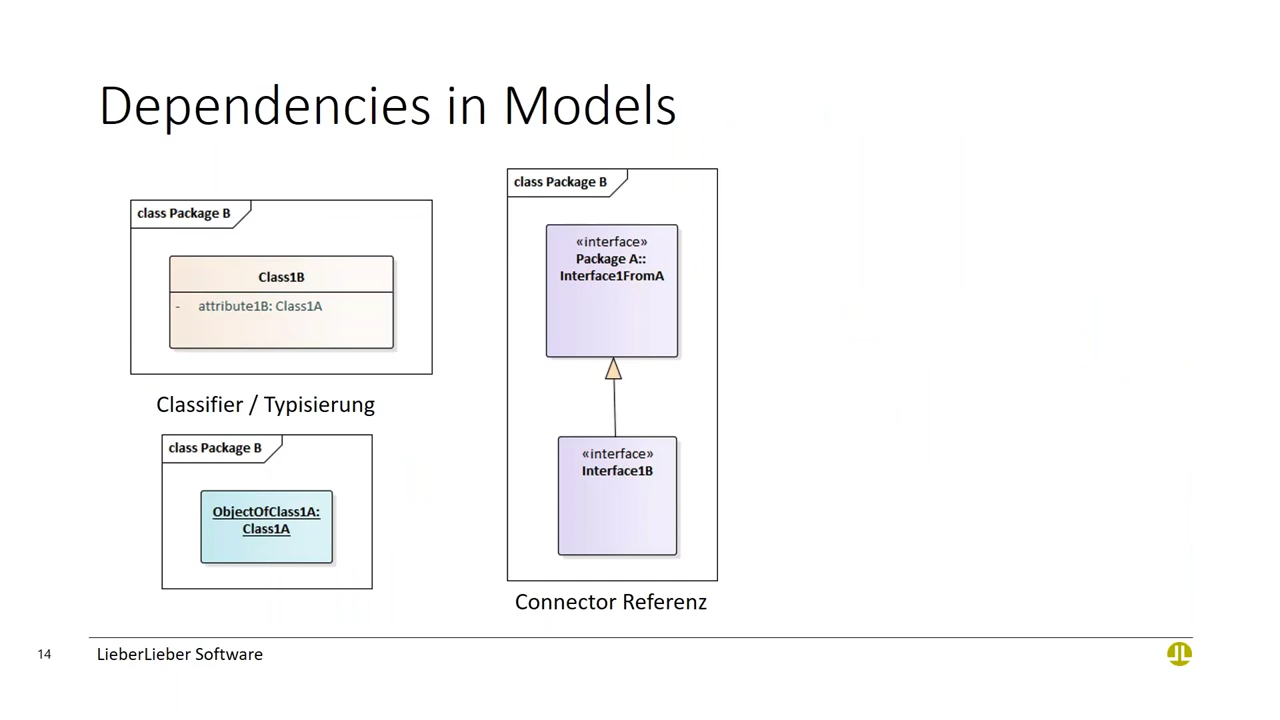 Dependencies in Models
class Package B
Class1B
- attribute1B: Class1A
Classifier / Typisierung
class Package B
ObjectOfClass1A:
Class1A
class Package B
«interface»
Package A::
Interface1FromA
«interface»
Interface1B
Connector Referenz
14
LieberLieber Software